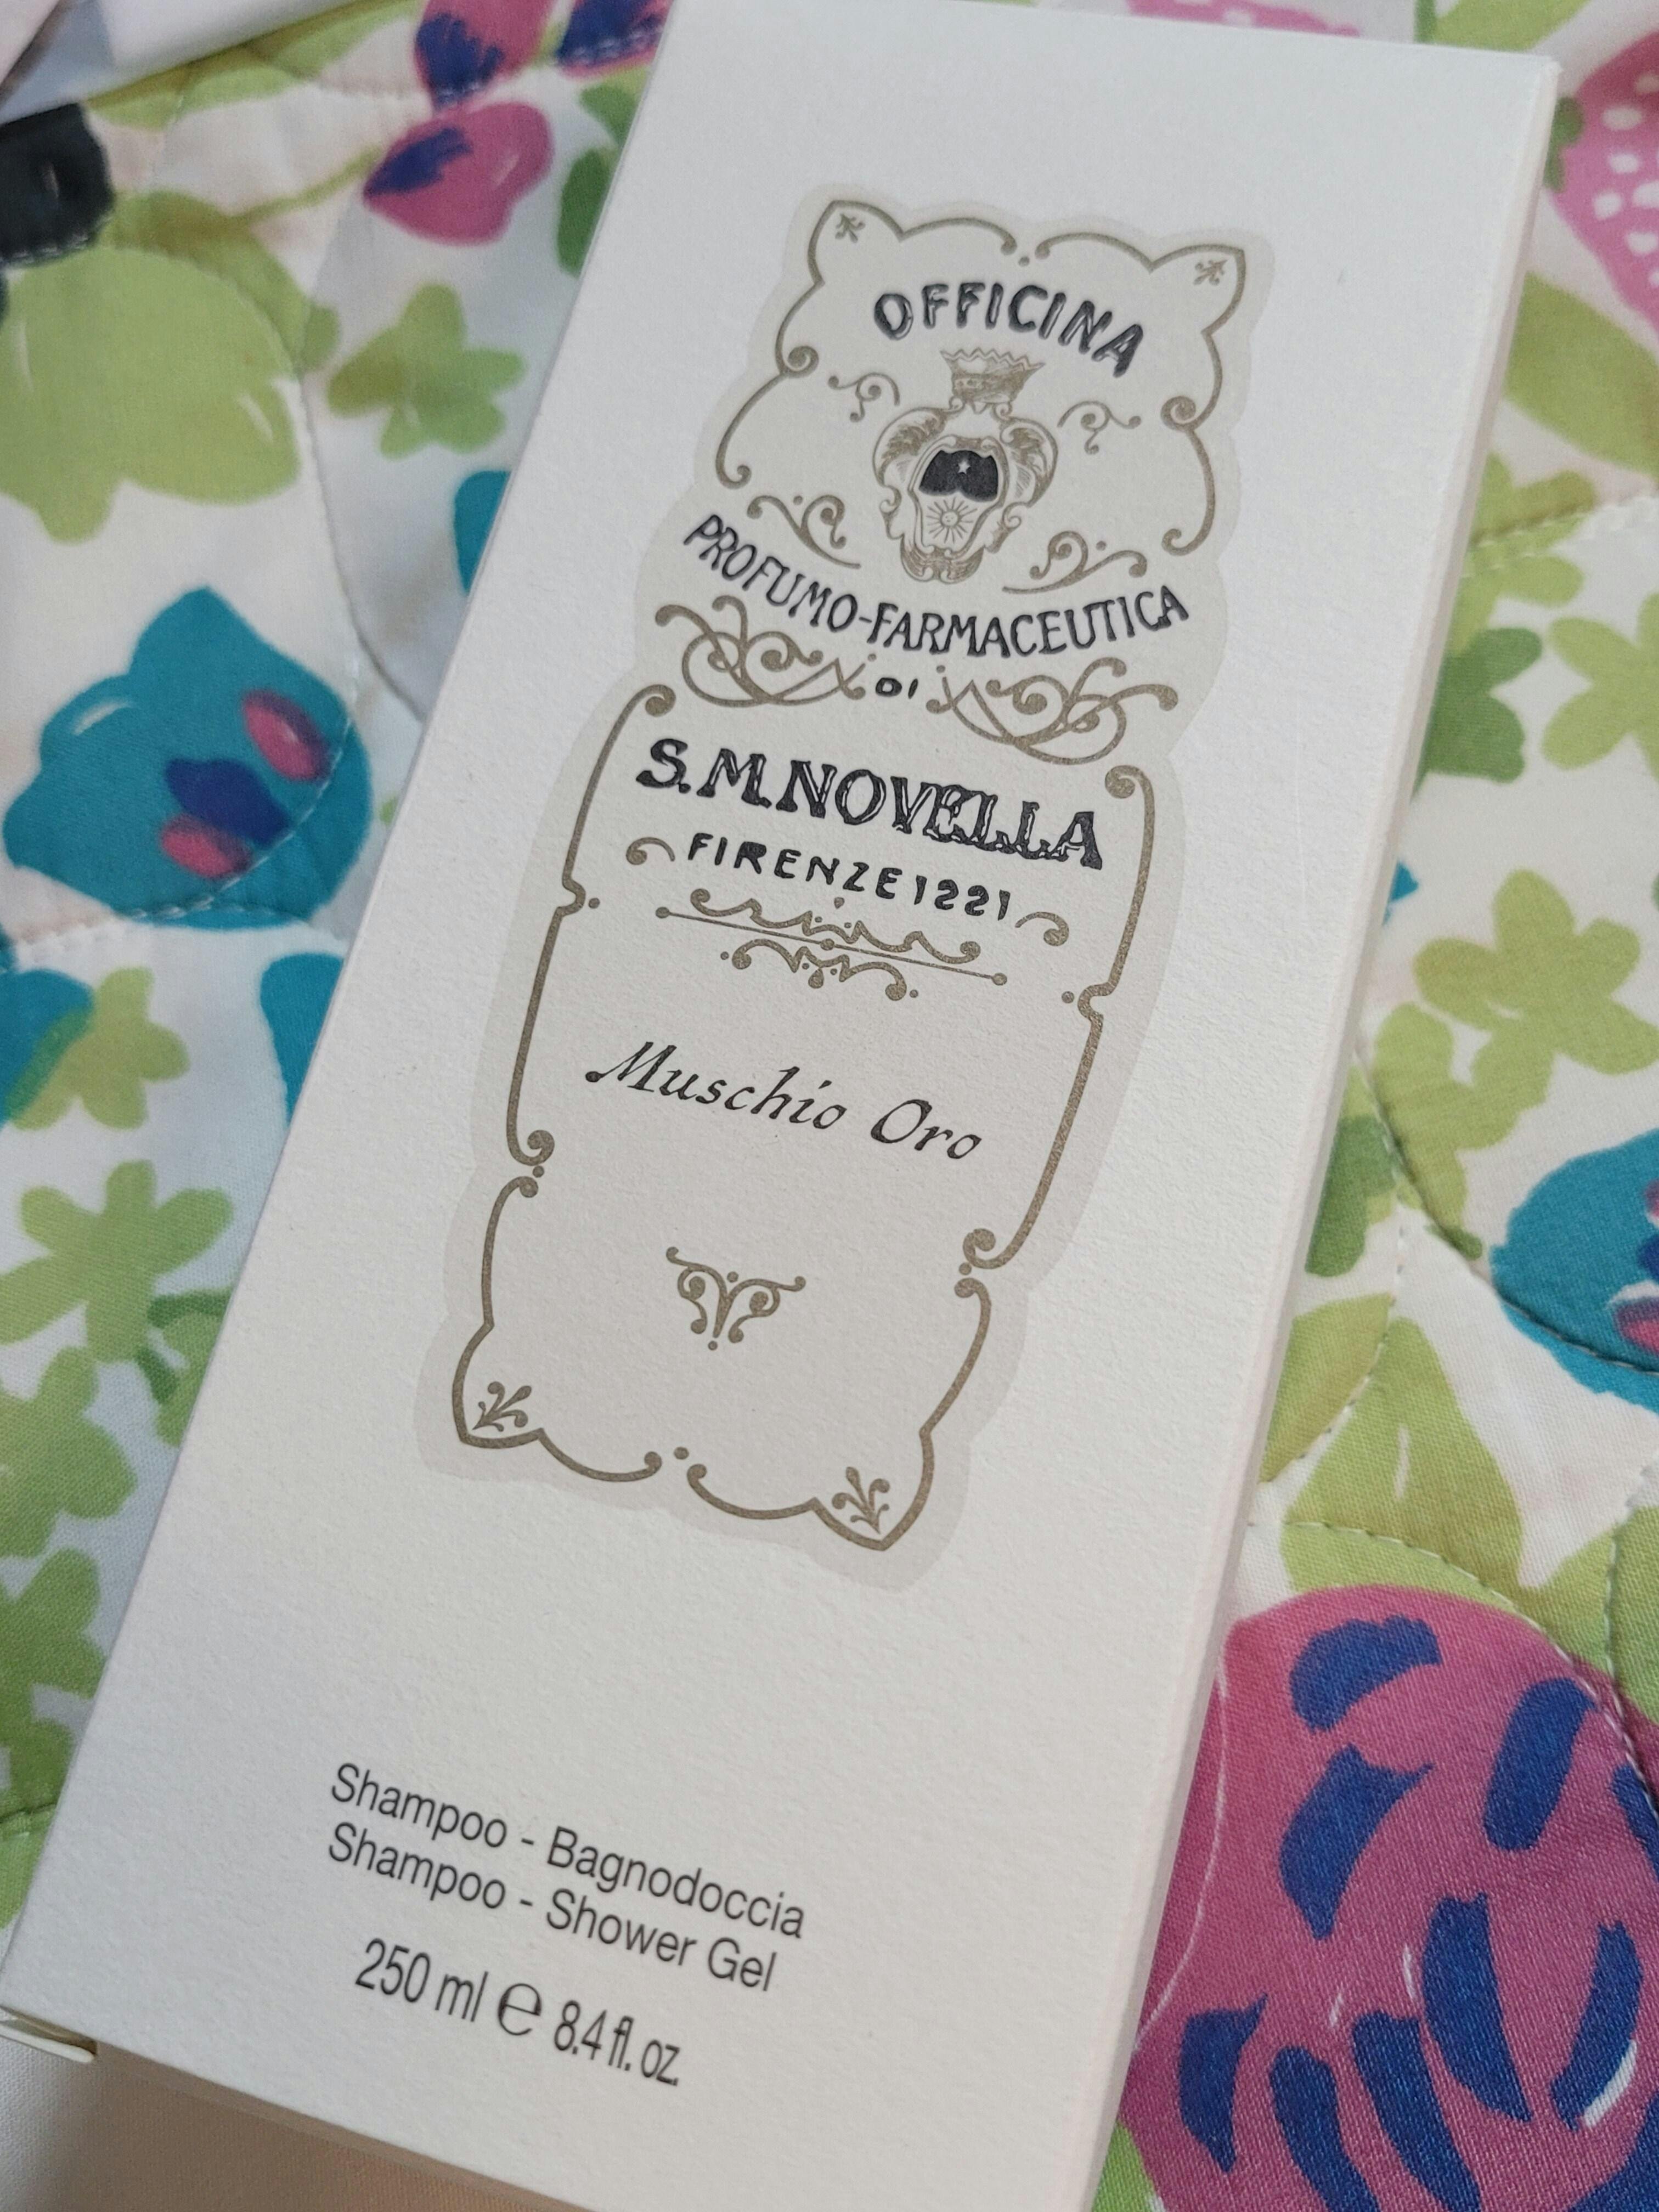 OFFICINA
PROFUMO-FARMACEUTICA
DI
S.M.NOVELLA
FIRENZE 1221
Muschio Oro
Shampoo - Bagnodoccia
Shampoo - Shower Gel
250 ml ℮ 8.4 fl. oz.